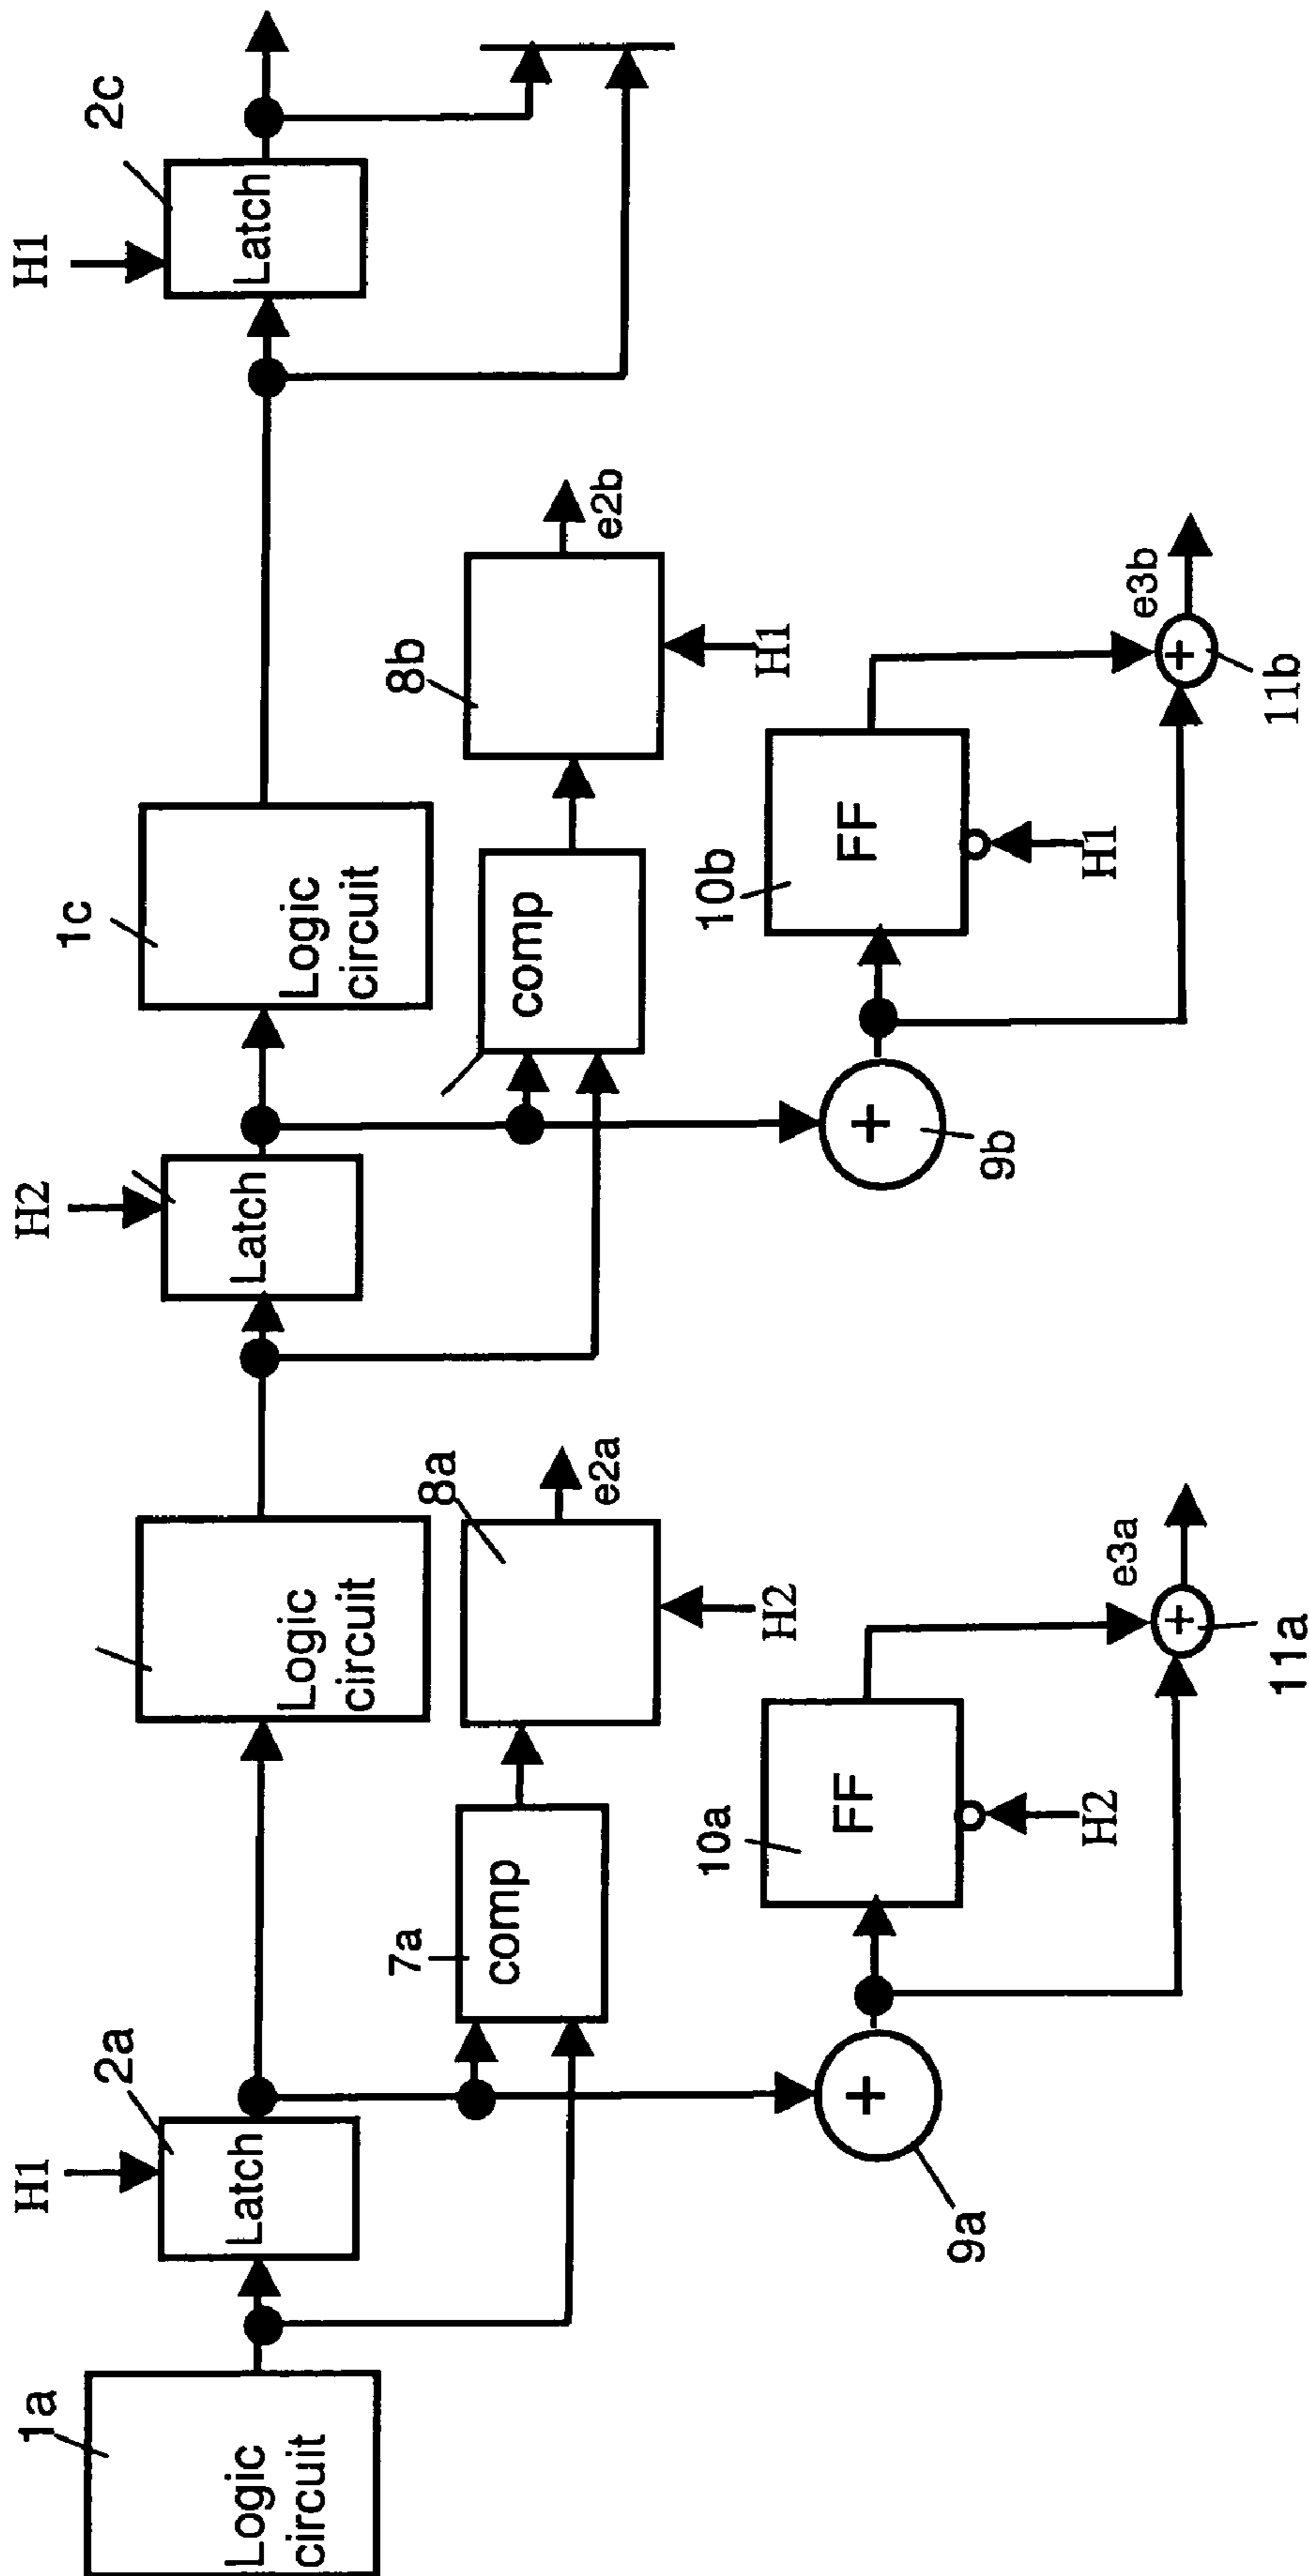 1a
Logic
circuit
H1
2a
Latch
7a
comp
8a
H2
e2a
9a
10a
FF
H2
e3a
11a
Logic
circuit
H2
Latch
comp
8b
H1
e2b
9b
10b
FF
H1
e3b
11b
1c
Logic
circuit
H1
2c
Latch